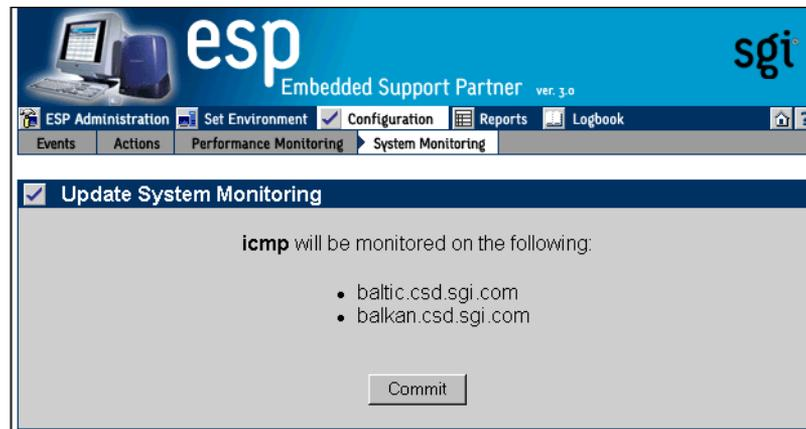 esp
sgi
Embedded Support Partner ver. 3.0
ESP Administration Set Environment Configuration Reports Logbook ?
Events Actions Performance Monitoring System Monitoring
Update System Monitoring
icmp will be monitored on the following:
• baltic.csd.sgi.com
• balkan.csd.sgi.com
Commit